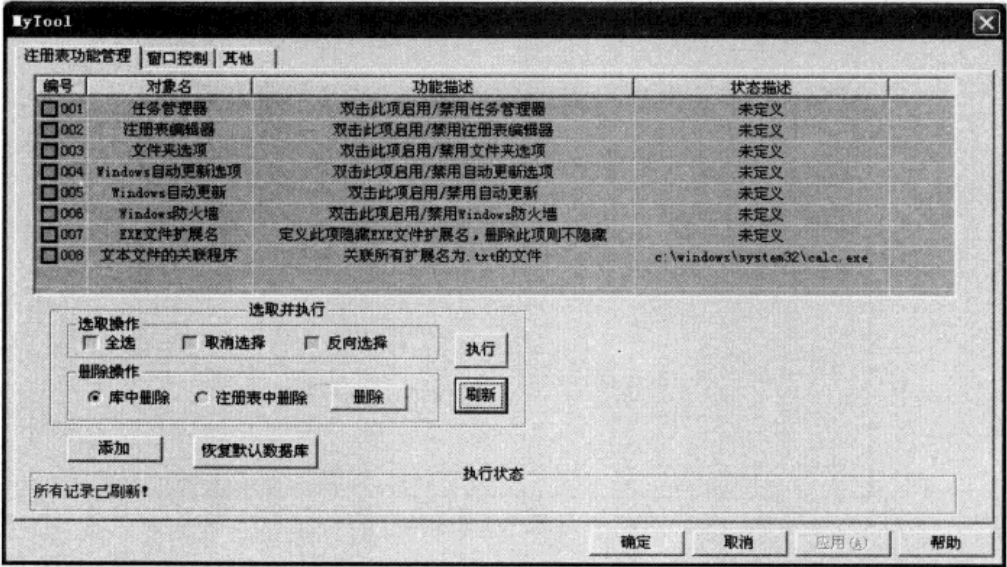 MyTool
注册表功能管理 窗口控制 其他
编号 对象名 功能描述 状态描述
001 任务管理器 双击此项启用/禁用任务管理器 未定义
002 注册表编辑器 双击此项启用/禁用注册表编辑器 未定义
003 文件夹选项 双击此项启用/禁用文件夹选项 未定义
004 Windows自动更新选项 双击此项启用/禁用自动更新选项 未定义
005 Windows自动更新 双击此项启用/禁用自动更新 未定义
006 Windows防火墙 双击此项启用/禁用Windows防火墙 未定义
007 EXE文件扩展名 定义此项隐藏EXE文件扩展名，删除此项则不隐藏 未定义
008 文本文件的关联程序 关联所有扩展名为.txt的文件 c:\windows\system32\calc.exe
选取并执行
选取操作
全选 取消选择 反向选择
执行
删除操作
库中删除 注册表中删除 删除
刷新
添加 恢复默认数据库
执行状态
所有记录已刷新!
确定 取消 应用(A) 帮助